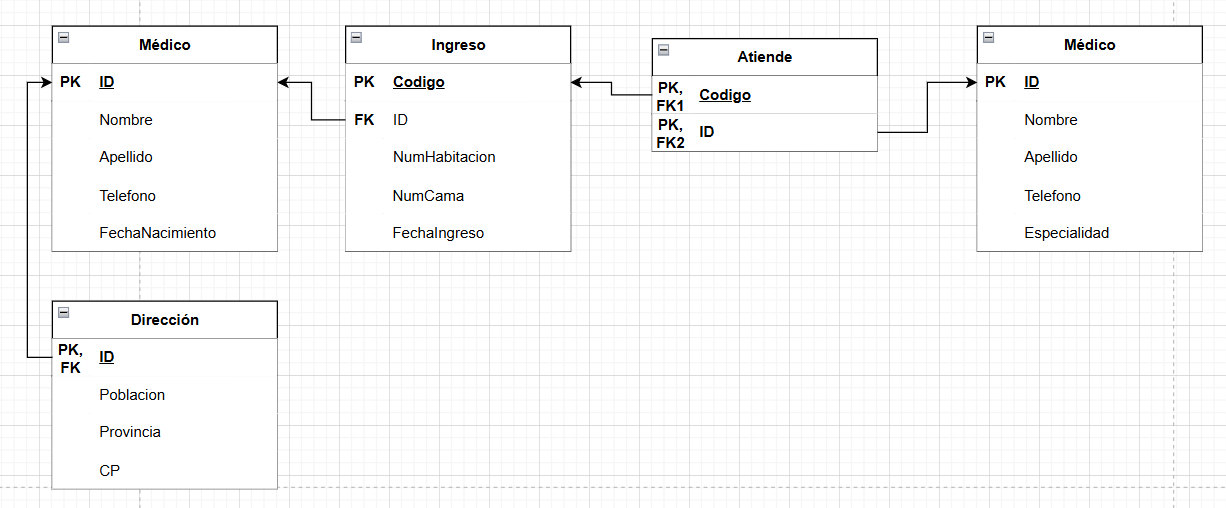 Médico
PK ID
Nombre
Apellido
Telefono
FechaNacimiento
Ingreso
PK Codigo
FK ID
NumHabitacion
NumCama
FechaIngreso
Atiende
PK,
FK1 Codigo
PK,
FK2 ID
Médico
PK ID
Nombre
Apellido
Telefono
Especialidad
Dirección
PK,
FK ID
Poblacion
Provincia
CP